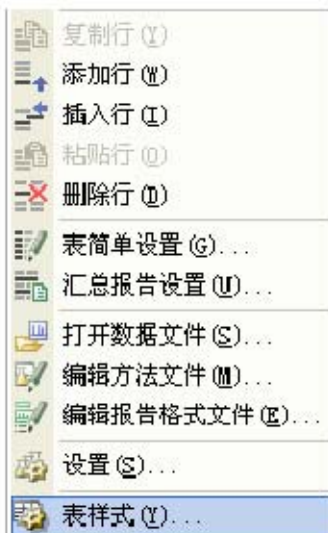 复制行(Y)
添加行(W)
插入行(I)
粘贴行(O)
删除行(D)
表简单设置(G)...
汇总报告设置(U)...
打开数据文件(S)...
编辑方法文件(M)...
编辑报告格式文件(E)...
设置(S)...
表样式(Y)...